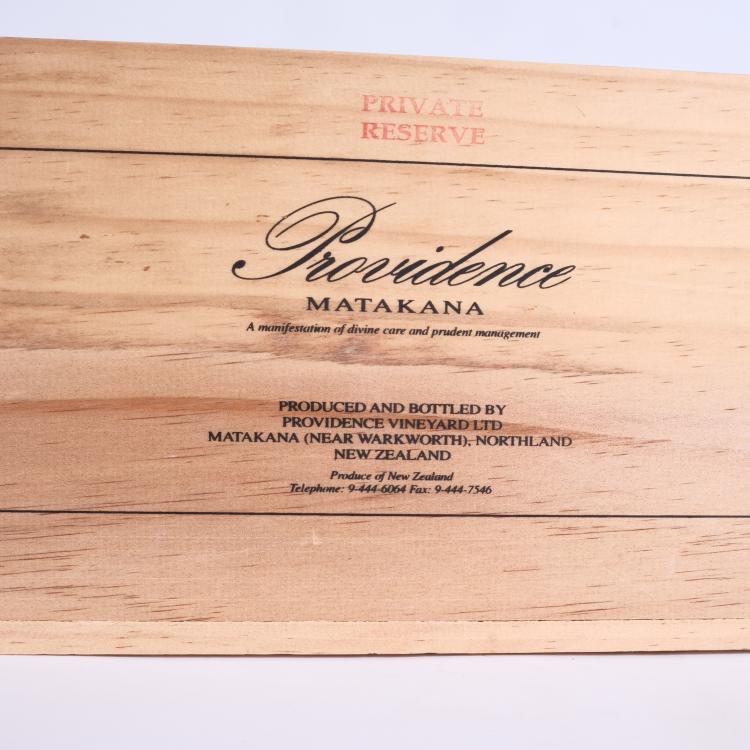 PRIVATE
RESERVE
Providence
MATAKANA
A manifestation of divine care and prudent management
PRODUCED AND BOTTLED BY
PROVIDENCE VINEYARD LTD
MATAKANA (NEAR WARKWORTH), NORTHLAND
NEW ZEALAND
Produce of New Zealand
Telephone: 9-444-6064 Fax: 9-444-7546